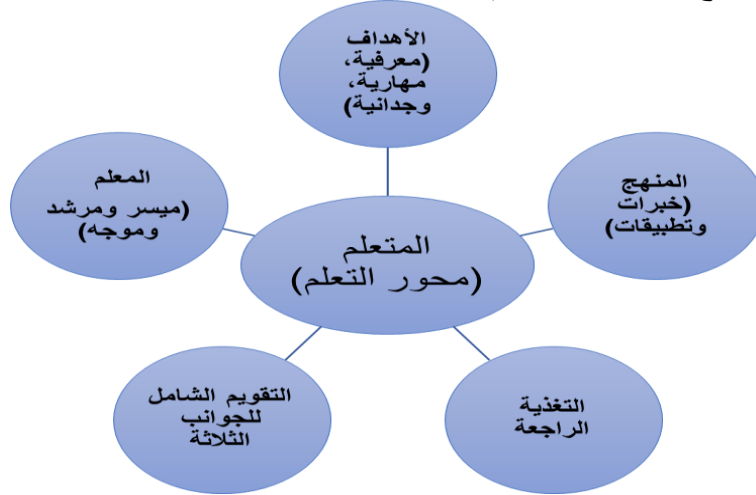 الأهداف
(معرفية،
مهارية،
وجدانية)
المنهج
(خبرات
وتطبيقات)
المعلم
(ميسر ومرشد
وموجه)
المتعلم
(محور التعلم)
التغذية
الراجعة
التقويم الشامل
للجوانب
الثلاثة